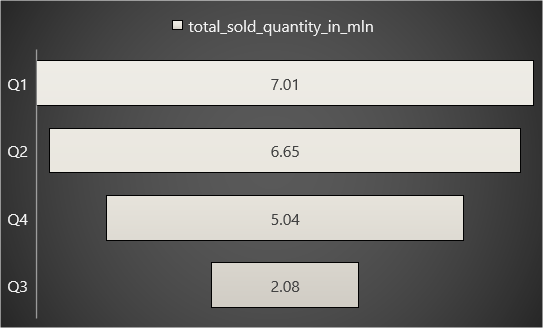 total_sold_quantity_in_mln
Q1 7.01
Q2 6.65
Q4 5.04
Q3 2.08